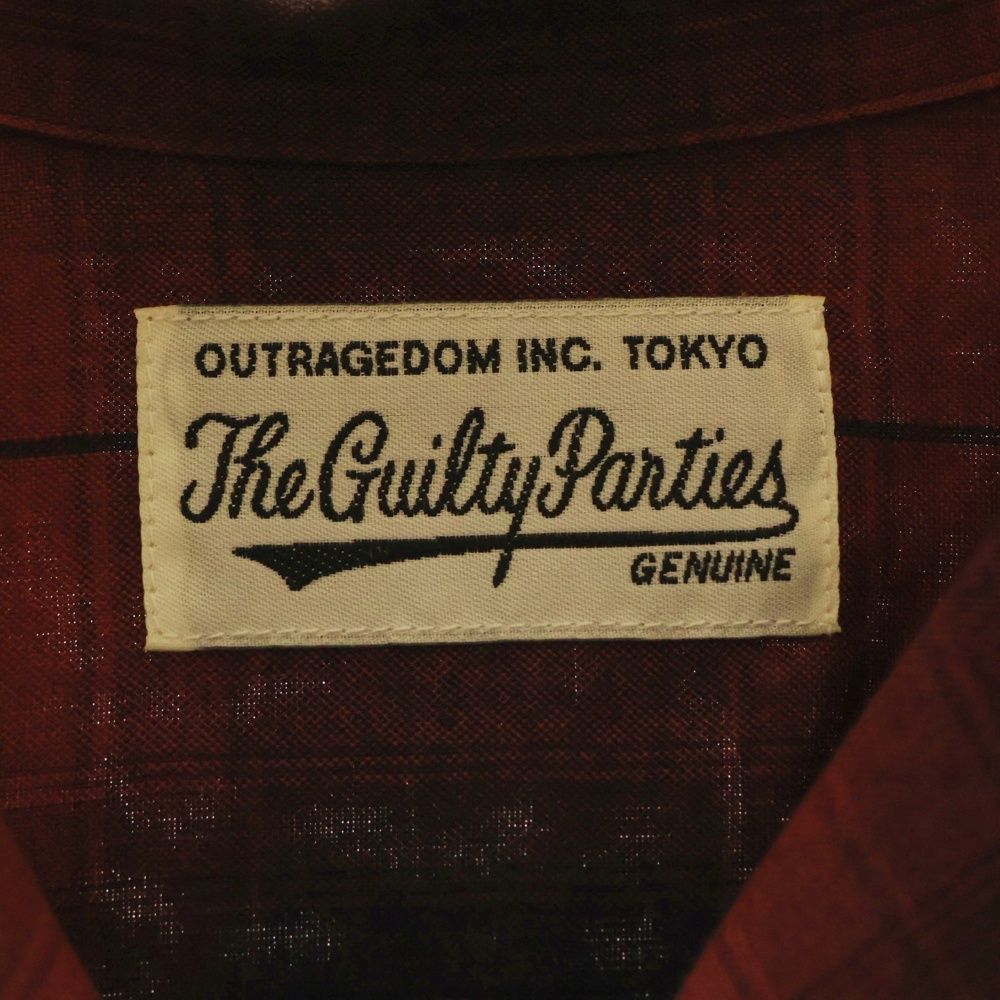 OUTRAGEDOM INC. TOKYO
The Guilty Parties
GENUINE